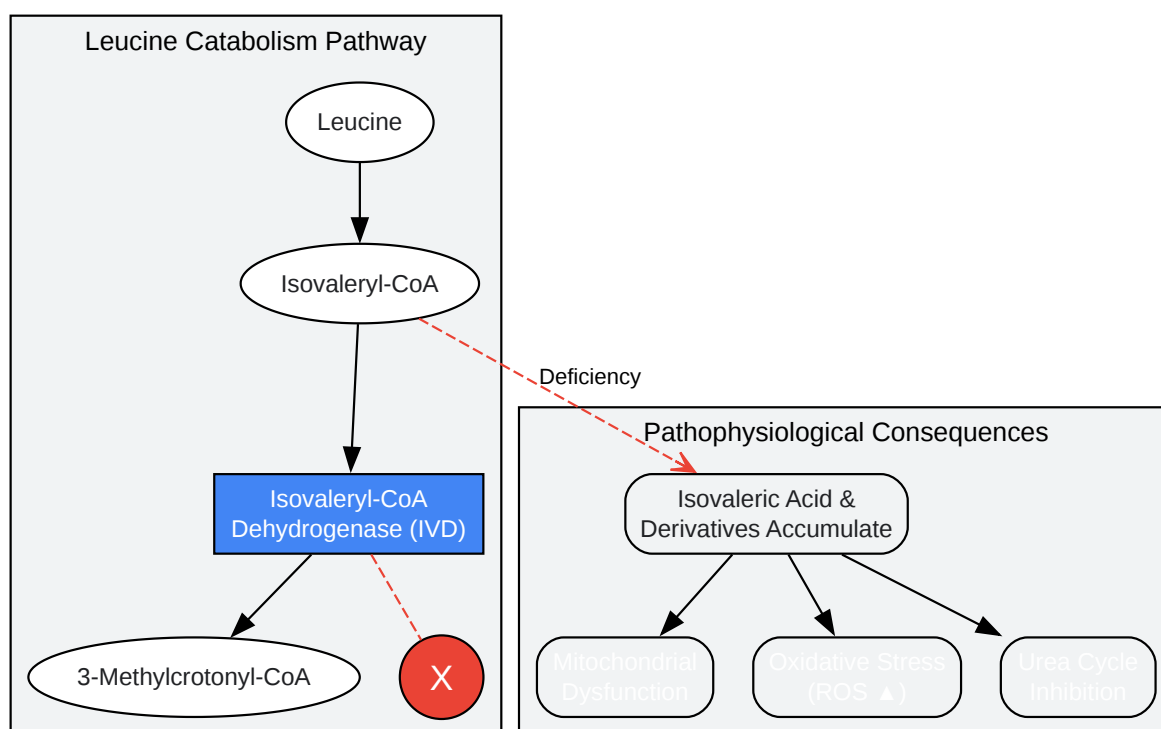 Leucine Catabolism Pathway
Leucine
Isovaleryl-CoA
Deficiency
Isovaleryl-CoA
Dehydrogenase (IVD)
3-Methylcrotonyl-CoA
X
Pathophysiological Consequences
Isovaleric Acid &
Derivatives Accumulate
Mitochondrial
Dysfunction
Oxidative Stress
(ROS ▲)
Urea Cycle
Inhibition